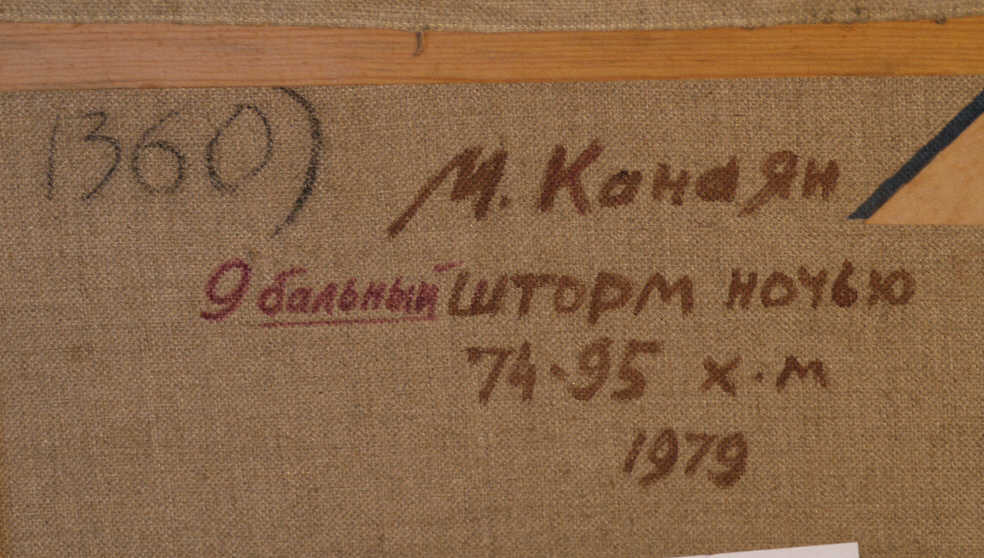 1360)
М. Канаян
9 бальный шторм ночью
74·95 х·м
1979